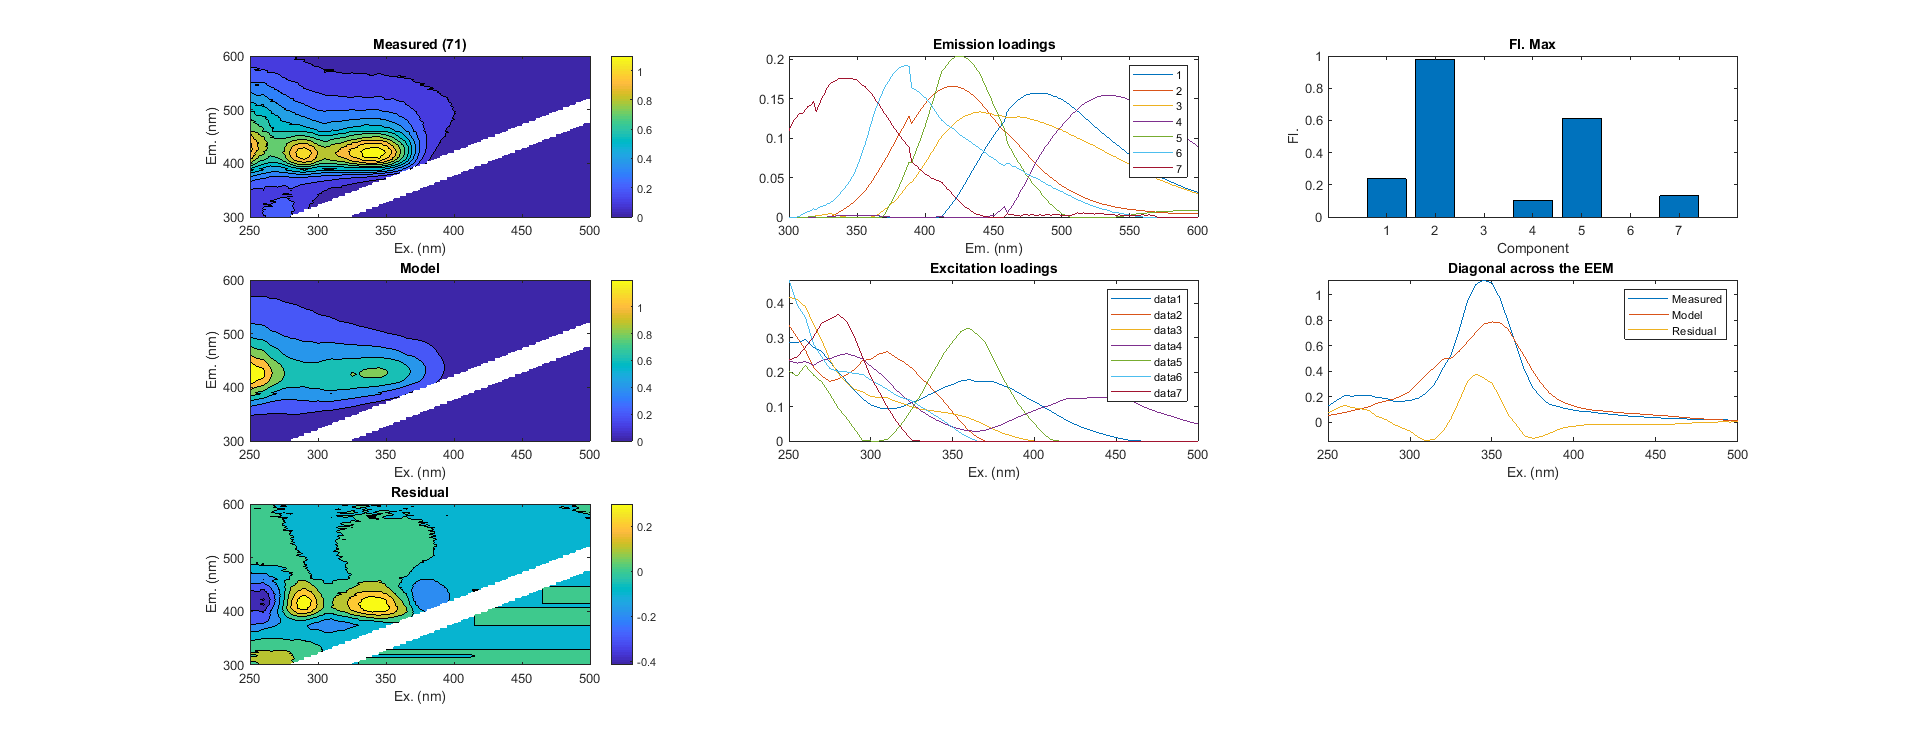 Measured (71)
600
500
400
300
Em. (nm)
250 300 350 400 450 500
Ex. (nm)
1
0.8
0.6
0.4
0.2
0
Emission loadings
0.2
0.15
0.1
0.05
0
300 350 400 450 500 550 600
Em. (nm)
1
2
3
4
5
6
7
Fl. Max
1
0.8
0.6
0.4
0.2
0
Fl.
1 2 3 4 5 6 7
Component
Model
600
500
400
300
Em. (nm)
250 300 350 400 450 500
Ex. (nm)
1
0.8
0.6
0.4
0.2
0
Excitation loadings
0.4
0.3
0.2
0.1
0
250 300 350 400 450 500
Ex. (nm)
data1
data2
data3
data4
data5
data6
data7
Diagonal across the EEM
1
0.8
0.6
0.4
0.2
0
250 300 350 400 450 500
Ex. (nm)
Measured
Model
Residual
Residual
600
500
400
300
Em. (nm)
250 300 350 400 450 500
Ex. (nm)
0.2
0
-0.2
-0.4